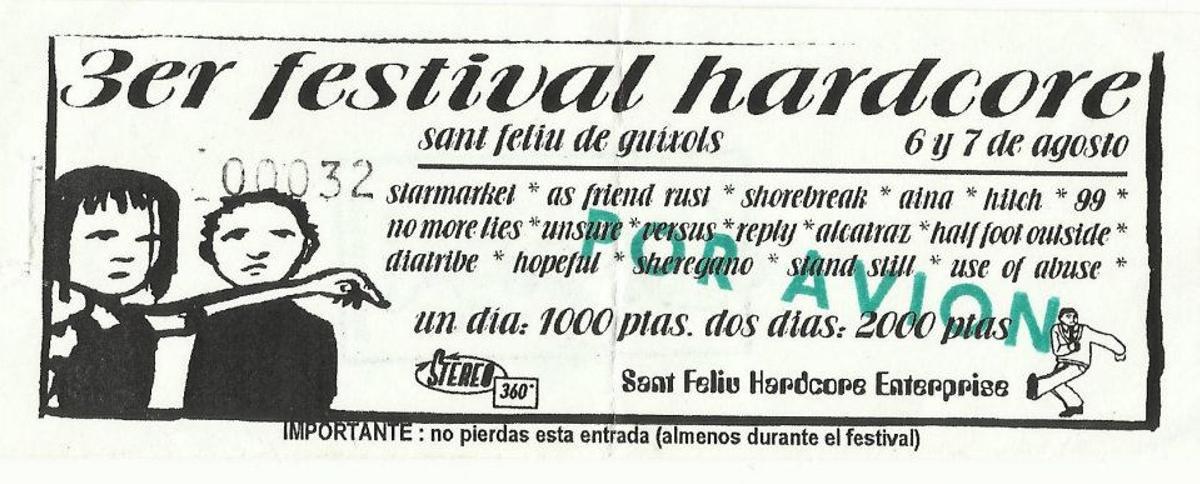 3er festival hardcore
sant feliu de guíxols 6 y 7 de agosto
00032
starmarket * as friend rust * shorebreak * aina * hitch * 99 *
no more lies * unsure * versus * reply * alcatraz * half foot outside *
diatribe * hopeful * sheregano * stand still * use of abuse *
POR AVION
un día: 1000 ptas. dos días: 2000 ptas
STEREO
360°
Sant Feliu Hardcore Enterprise
IMPORTANTE : no pierdas esta entrada (almenos durante el festival)